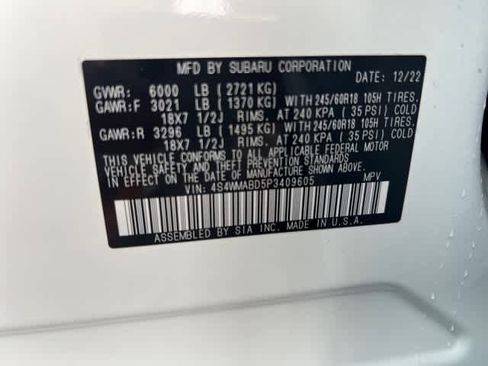 MFD BY SUBARU CORPORATION
DATE: 12/22
GVWR: 6000 LB ( 2721 KG)
GAWR:F 3021 LB ( 1370 KG) WITH 245/60R18 105H TIRES.
18X7 1/2J RIMS. AT 240 KPA ( 35 PSI) COLD
GAWR:R 3296 LB ( 1495 KG) WITH 245/60R18 105H TIRES.
18X7 1/2J RIMS. AT 240 KPA ( 35 PSI) COLD
THIS VEHICLE CONFORMS TO ALL APPLICABLE FEDERAL MOTOR
VEHICLE SAFETY STANDARDS IN EFFECT ON
THE DATE OF MANUFACTURE SHOWN ABOVE.
VIN: 4S4WMABD5P3409605 MPV
ASSEMBLED BY SIA INC. MADE IN U.S.A.